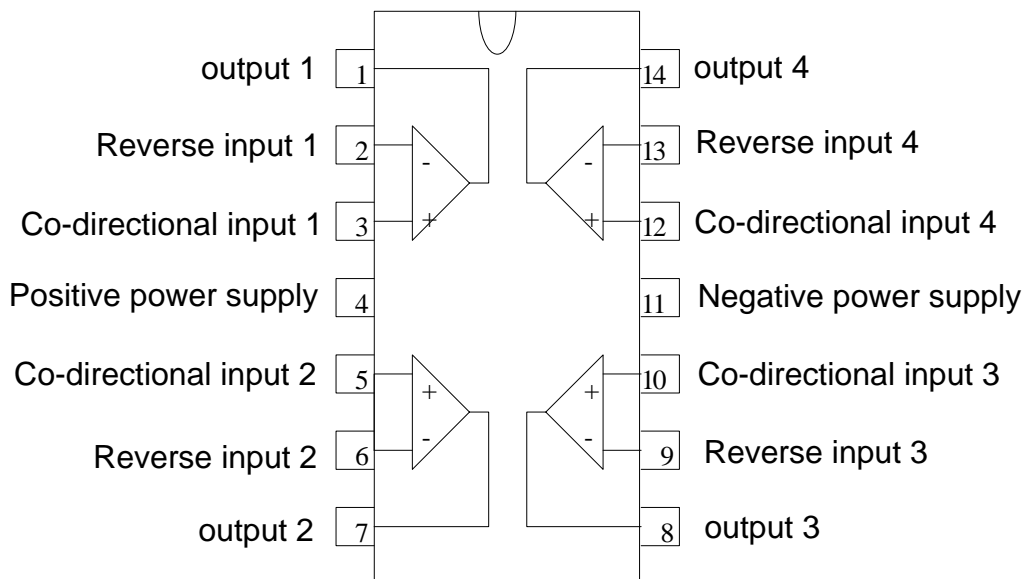 output 1 1 14 output 4
Reverse input 1 2 - - 13 Reverse input 4
Co-directional input 1 3 + + 12 Co-directional input 4
Positive power supply 4 11 Negative power supply
Co-directional input 2 5 + + 10 Co-directional input 3
Reverse input 2 6 - - 9 Reverse input 3
output 2 7 8 output 3